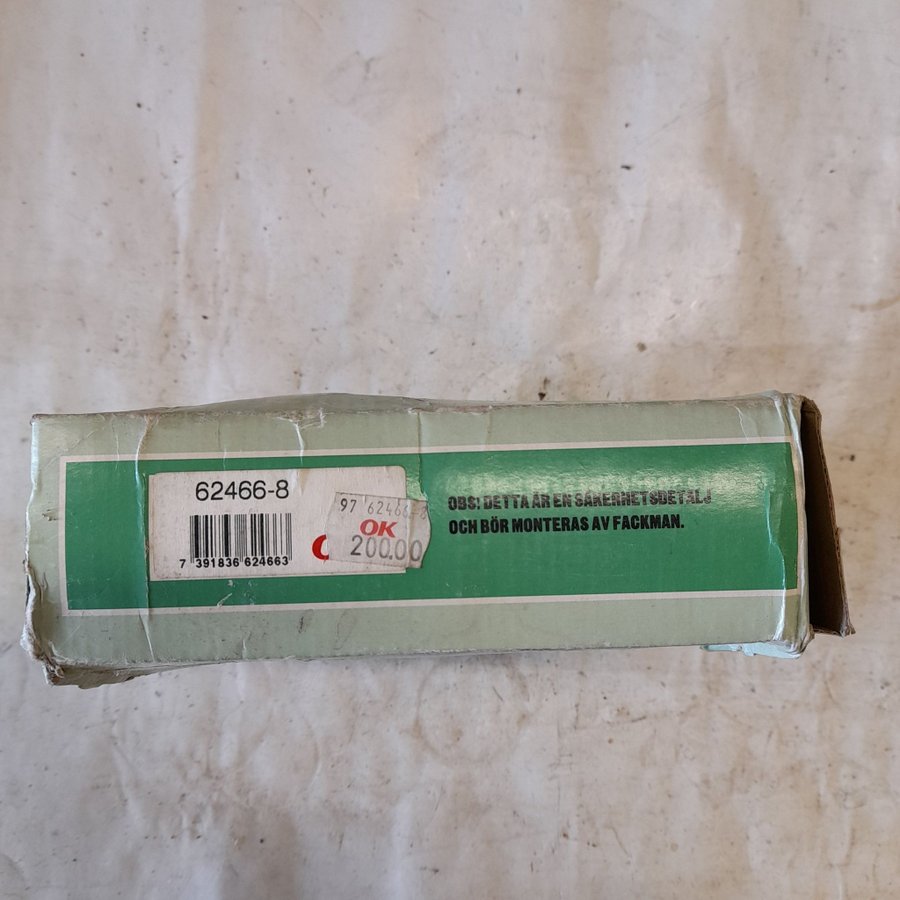 62466-8
97 62466-8
OK
200.00
7 391836 624663
OBS! DETTA ÄR EN SÄKERHETSDETALJ
OCH BÖR MONTERAS AV FACKMAN.